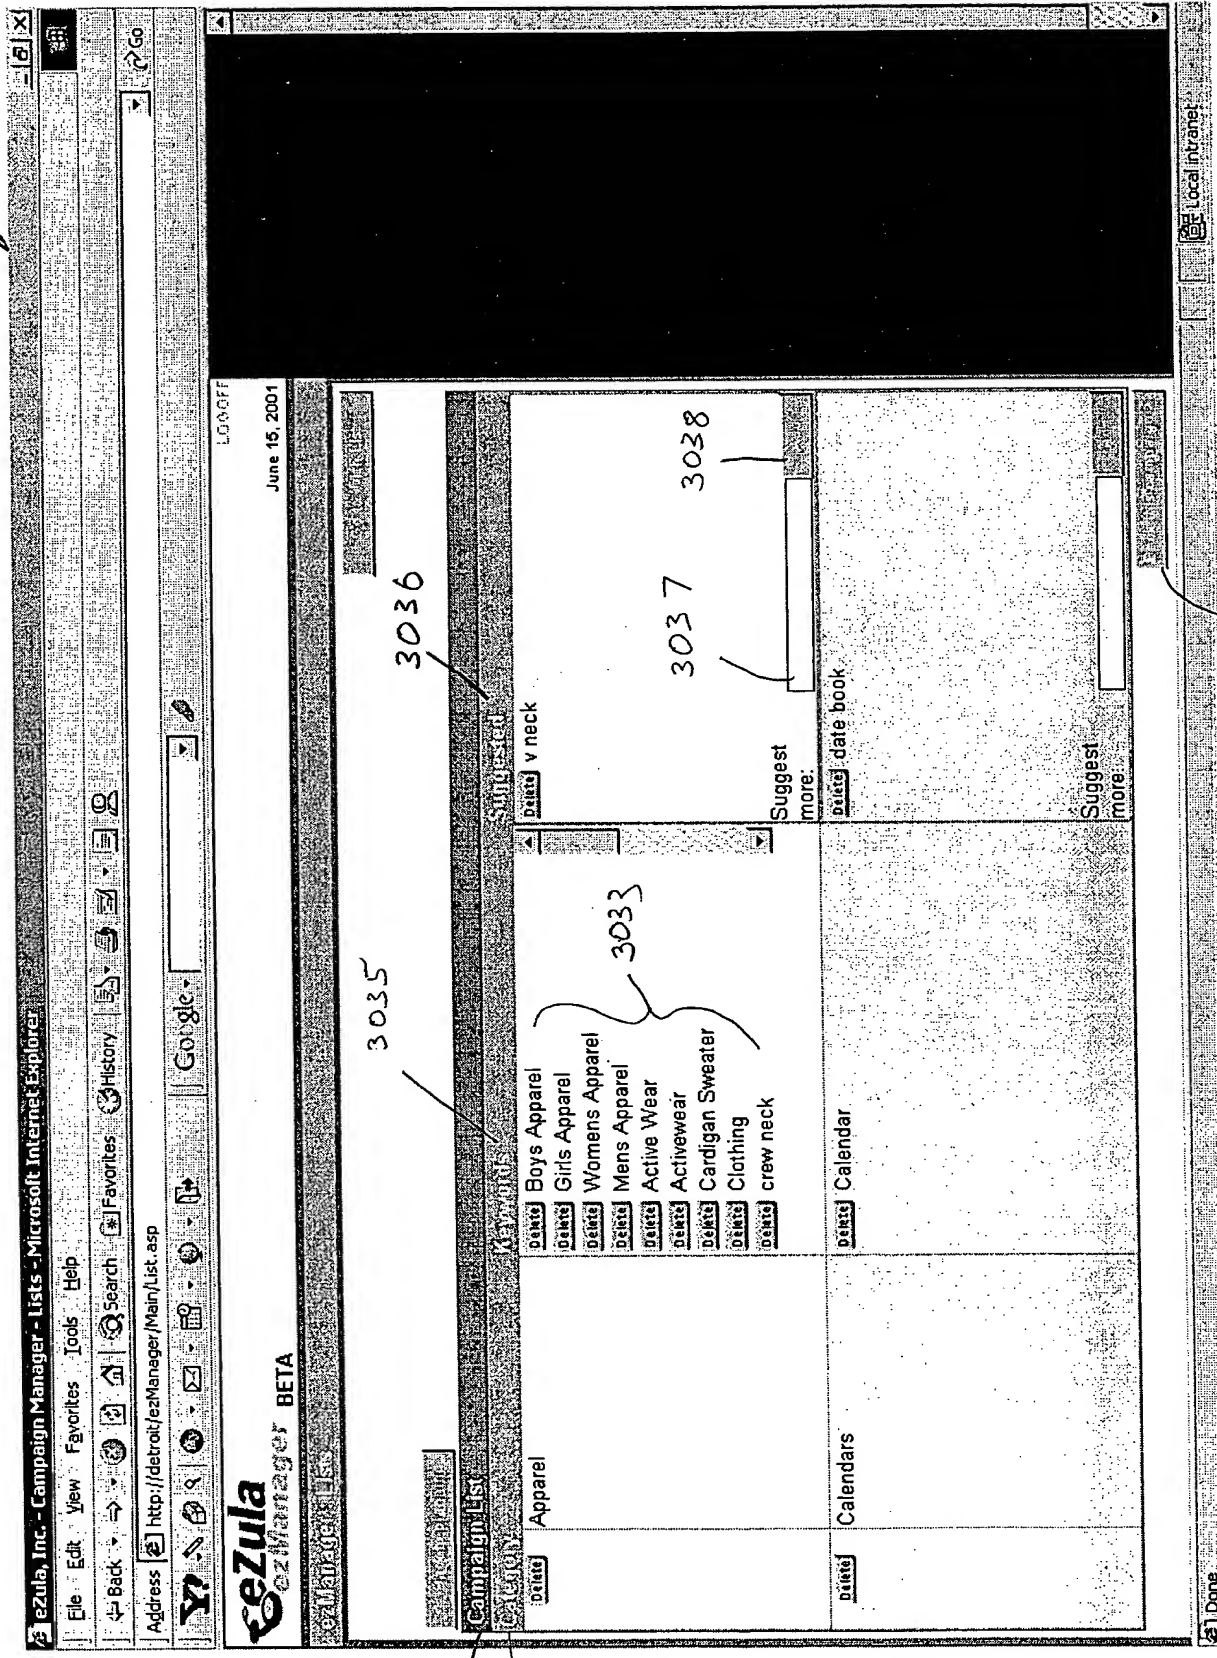 eZula, Inc. - Campaign Manager - Lists - Microsoft Internet Explorer
File Edit View Favorites Tools Help
Back Search Favorites History
Address http://detroit/ezManager/Main/List.asp Go
Y! Google
LOGOFF
eZula
ezManager BETA
June 15, 2001
ezManager: Lists
3035
3036
Campaign List
Category Keywords Suggested
Delete Apparel
Delete Boys Apparel
Delete Girls Apparel
Delete Womens Apparel
Delete Mens Apparel
Delete Active Wear
Delete Activewear
Delete Cardigan Sweater
Delete Clothing
Delete crew neck
3033
Delete v neck
3037
3038
Suggest
more:
Delete Calendars
Delete Calendar
Delete date book
Suggest
more:
Done Local intranet